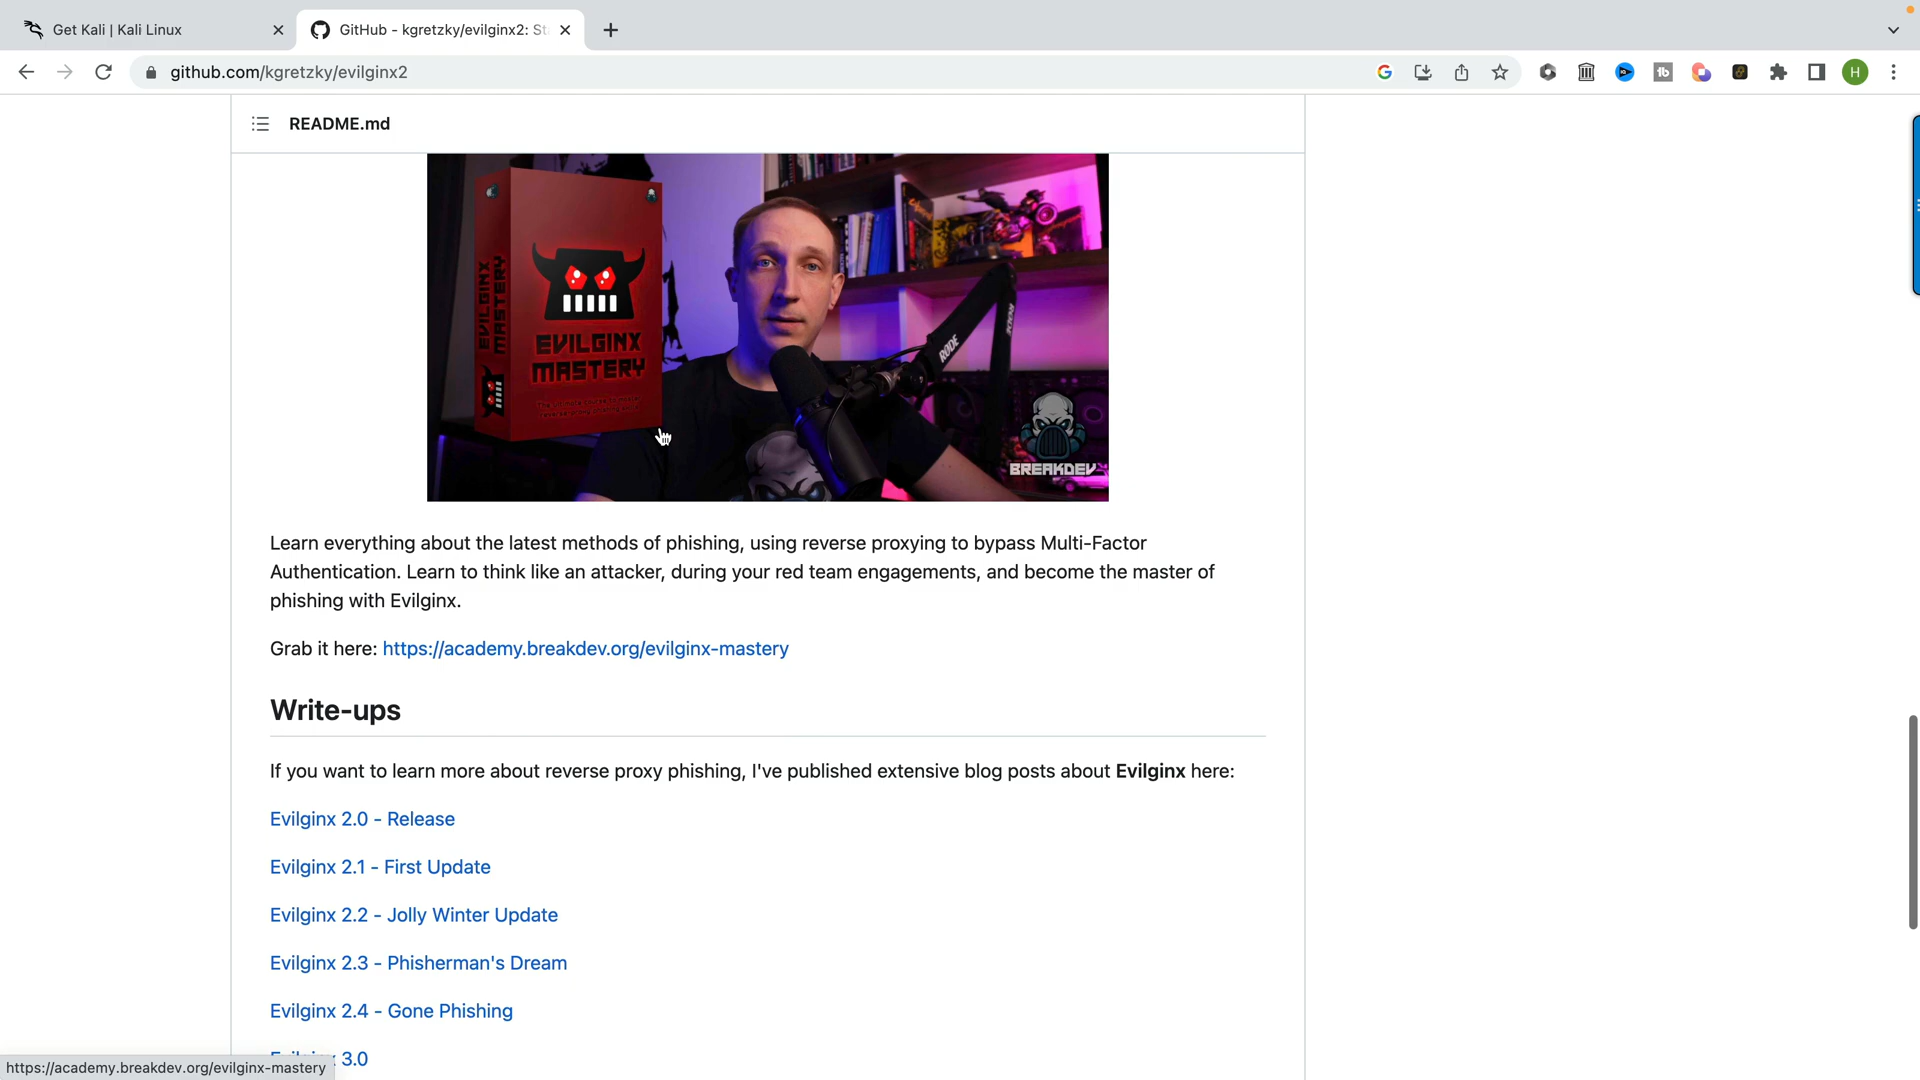 Get Kali | Kali Linux
GitHub - kgretzky/evilginx2: St
github.com/kgretzky/evilginx2
H
README.md
EVILGINX MASTERY
EVILGINX
MASTERY
RODE
RODE
BREAKDEV
Learn everything about the latest methods of phishing, using reverse proxying to bypass Multi-Factor
Authentication. Learn to think like an attacker, during your red team engagements, and become the master of
phishing with Evilginx.
Grab it here: https://academy.breakdev.org/evilginx-mastery
Write-ups
If you want to learn more about reverse proxy phishing, I've published extensive blog posts about Evilginx here:
Evilginx 2.0 - Release
Evilginx 2.1 - First Update
Evilginx 2.2 - Jolly Winter Update
Evilginx 2.3 - Phisherman's Dream
Evilginx 2.4 - Gone Phishing
3.0
https://academy.breakdev.org/evilginx-mastery